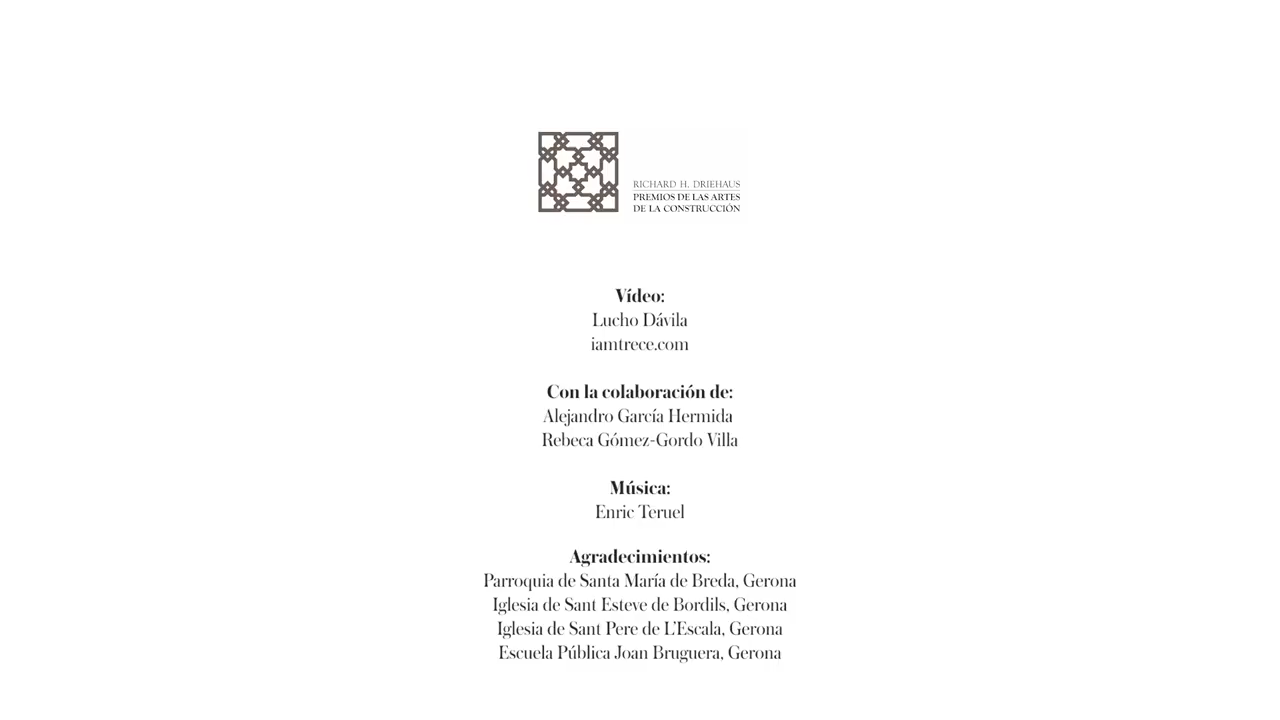 RICHARD H. DRIEHAUS
PREMIOS DE LAS ARTES
DE LA CONSTRUCCIÓN
Vídeo:
Lucho Dávila
iamtrece.com
Con la colaboración de:
Alejandro García Hermida
Rebeca Gómez-Gordo Villa
Música:
Enric Teruel
Agradecimientos:
Parroquia de Santa María de Breda, Gerona
Iglesia de Sant Esteve de Bordils, Gerona
Iglesia de Sant Pere de L'Escala, Gerona
Escuela Pública Joan Bruguera, Gerona